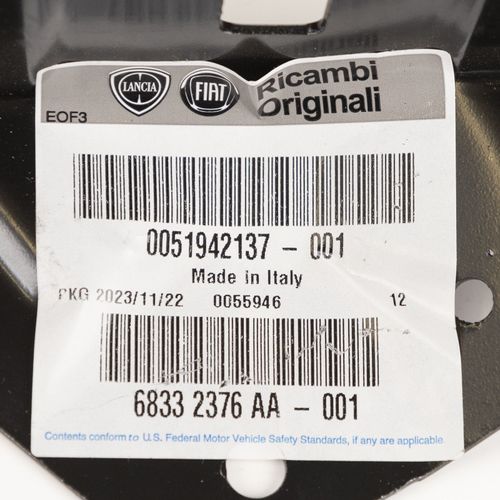 LANCIA FIAT Ricambi
Originali
EOF3
0051942137 - 001
Made in Italy
PKG 2023/11/22 0055946 12
6833 2376 AA - 001
Contents conform to U.S. Federal Motor Vehicle Safety Standards, if any are applicable.